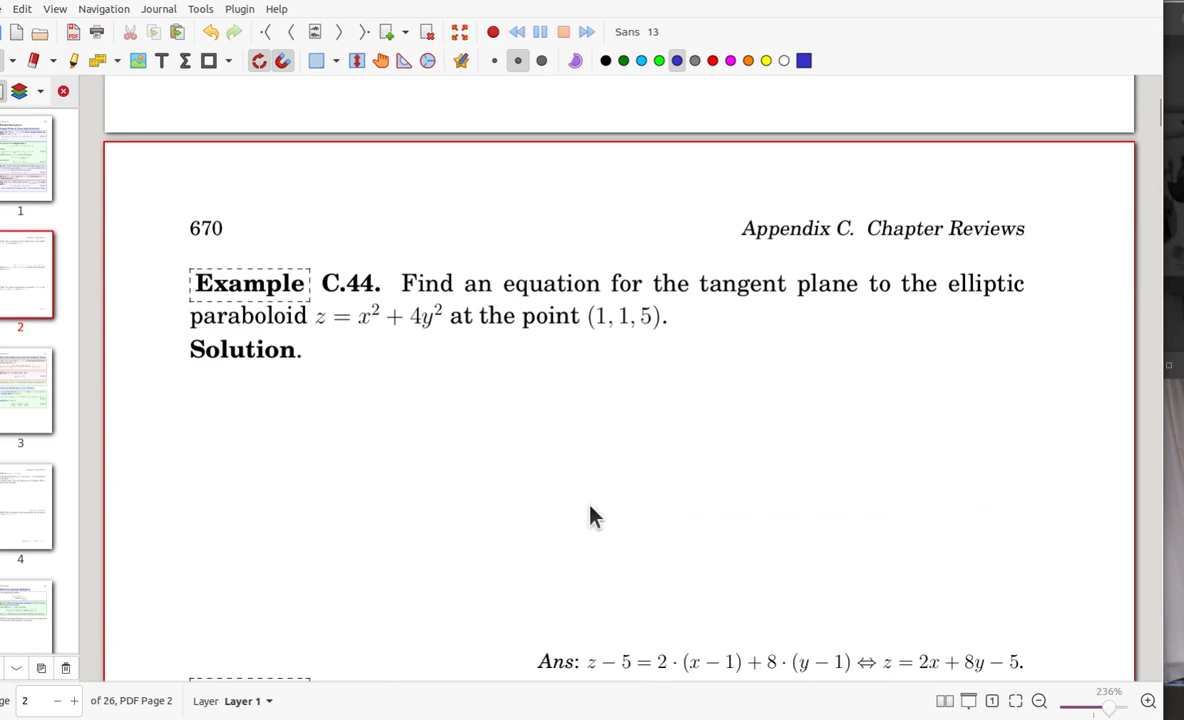 Edit View Navigation Journal Tools Plugin Help
PDF
Sans 13
T Σ
1
2
3
4
670 Appendix C. Chapter Reviews
Example C.44. Find an equation for the tangent plane to the elliptic
paraboloid z = x² + 4y² at the point (1, 1, 5).
Solution.
Ans: z − 5 = 2 · (x − 1) + 8 · (y − 1) ⇔ z = 2x + 8y − 5.
ge 2 − + of 26, PDF Page 2 Layer Layer 1 1 236%